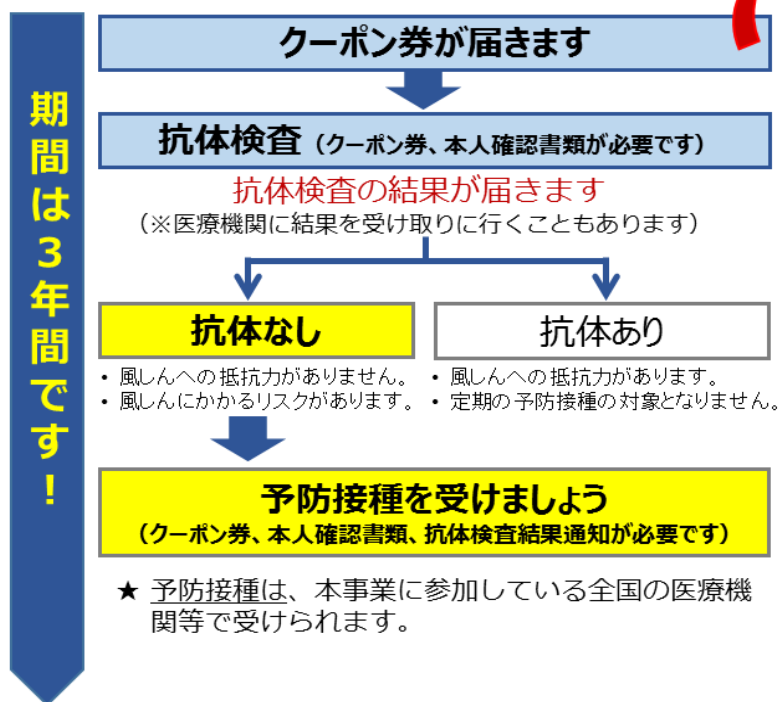 期間は３年間です！
クーポン券が届きます
抗体検査（クーポン券、本人確認書類が必要です）
抗体検査の結果が届きます
（※医療機関に結果を受け取りに行くこともあります）
抗体なし
・風しんへの抵抗力がありません。
・風しんにかかるリスクがあります。
抗体あり
・風しんへの抵抗力があります。
・定期の予防接種の対象となりません。
予防接種を受けましょう
（クーポン券、本人確認書類、抗体検査結果通知が必要です）
★ 予防接種は、本事業に参加している全国の医療機
関等で受けられます。